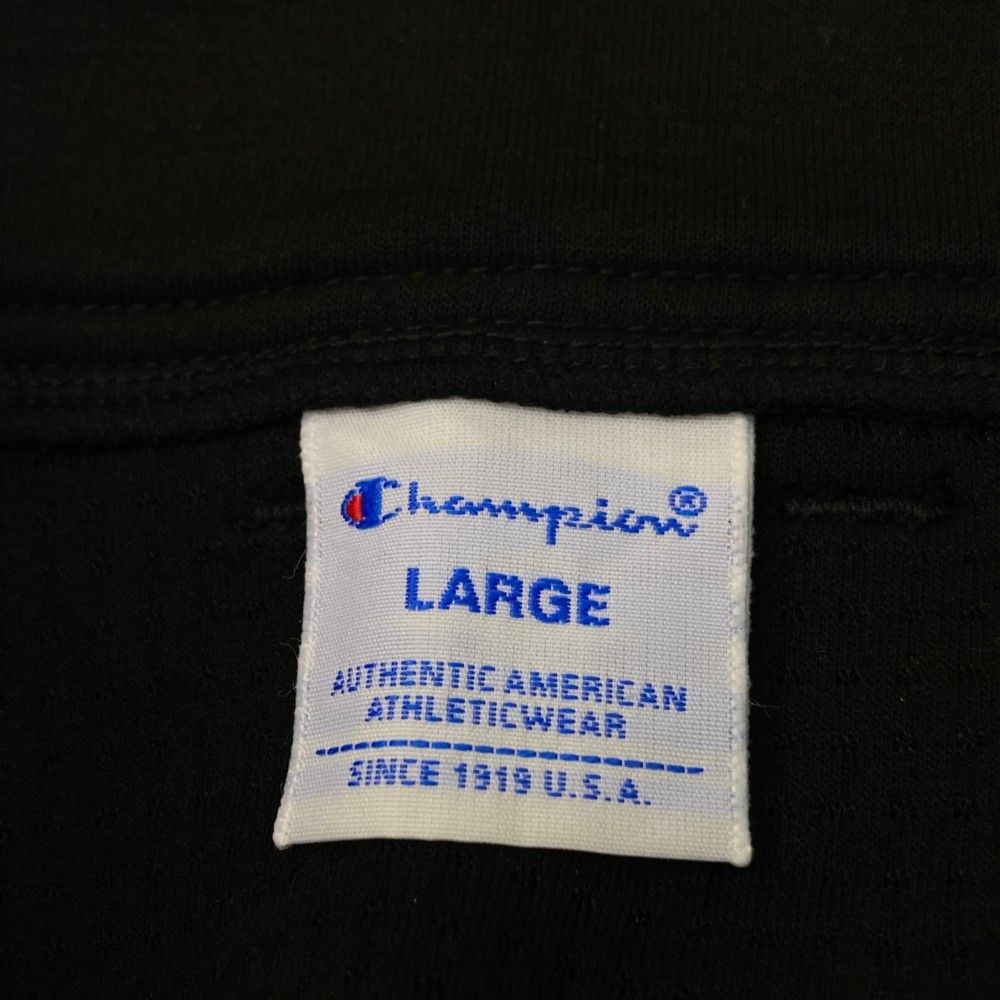 Champion®
LARGE
AUTHENTIC AMERICAN
ATHLETICWEAR
SINCE 1919 U.S.A.